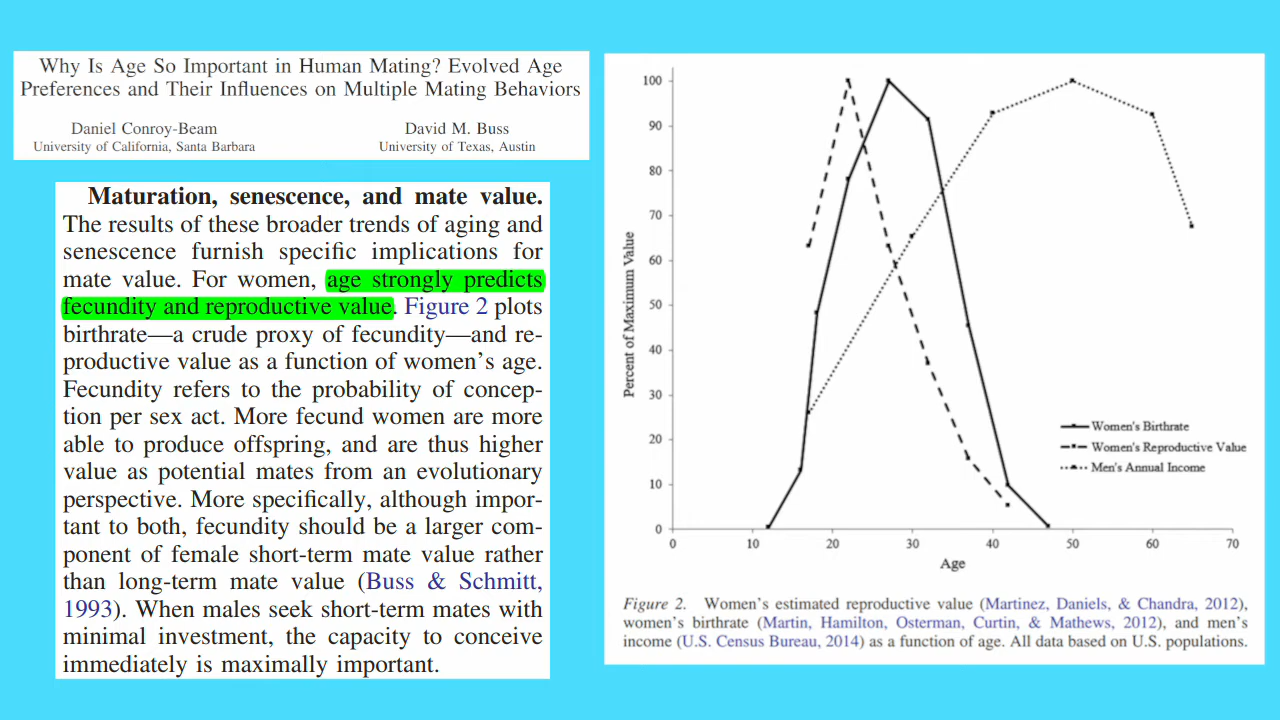 Why Is Age So Important in Human Mating? Evolved Age
Preferences and Their Influences on Multiple Mating Behaviors
Daniel Conroy-Beam
University of California, Santa Barbara
David M. Buss
University of Texas, Austin
Maturation, senescence, and mate value.
The results of these broader trends of aging and
senescence furnish specific implications for
mate value. For women, age strongly predicts
fecundity and reproductive value. Figure 2 plots
birthrate—a crude proxy of fecundity—and re-
productive value as a function of women's age.
Fecundity refers to the probability of concep-
tion per sex act. More fecund women are more
able to produce offspring, and are thus higher
value as potential mates from an evolutionary
perspective. More specifically, although impor-
tant to both, fecundity should be a larger com-
ponent of female short-term mate value rather
than long-term mate value (Buss & Schmitt,
1993). When males seek short-term mates with
minimal investment, the capacity to conceive
immediately is maximally important.
Percent of Maximum Value
100
90
80
70
60
50
40
30
20
10
0
0 10 20 30 40 50 60 70
Age
Women's Birthrate
Women's Reproductive Value
Men's Annual Income
Figure 2. Women's estimated reproductive value (Martinez, Daniels, & Chandra, 2012),
women's birthrate (Martin, Hamilton, Osterman, Curtin, & Mathews, 2012), and men's
income (U.S. Census Bureau, 2014) as a function of age. All data based on U.S. populations.